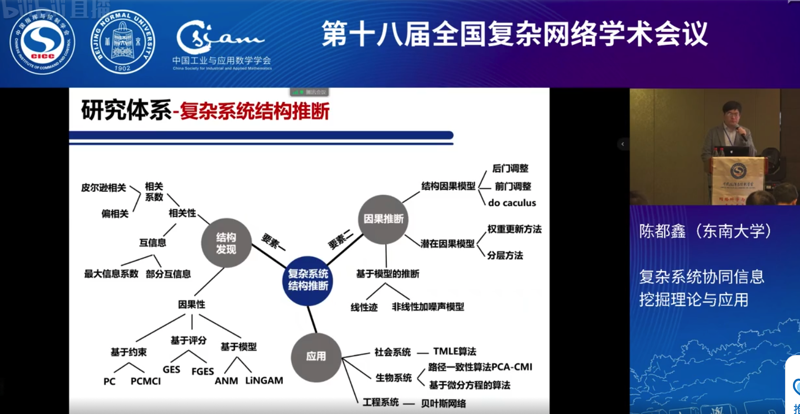 bilibili直播
BEIJING NORMAL UNIVERSITY
1902
CICC
Csiam
中国工业与应用数学学会
China Society for Industrial and Applied Mathematics
第十八届全国复杂网络学术会议
研究体系-复杂系统结构推断
皮尔逊相关
相关
系数
偏相关
相关性
互信息
最大信息系数
部分互信息
结构
发现
要素一
要素二
复杂系统
结构推断
因果推断
结构因果模型
后门调整
前门调整
do caculus
潜在因果模型
权重更新方法
分层方法
基于模型的推断
线性迹
非线性加噪声模型
因果性
基于约束
基于评分
基于模型
PC
PCMCI
GES
FGES
ANM
LiNGAM
应用
社会系统
TMLE算法
生物系统
路径一致性算法PCA-CMI
基于微分方程的算法
工程系统
贝叶斯网络
陈都鑫（东南大学）
复杂系统协同信息
挖掘理论与应用